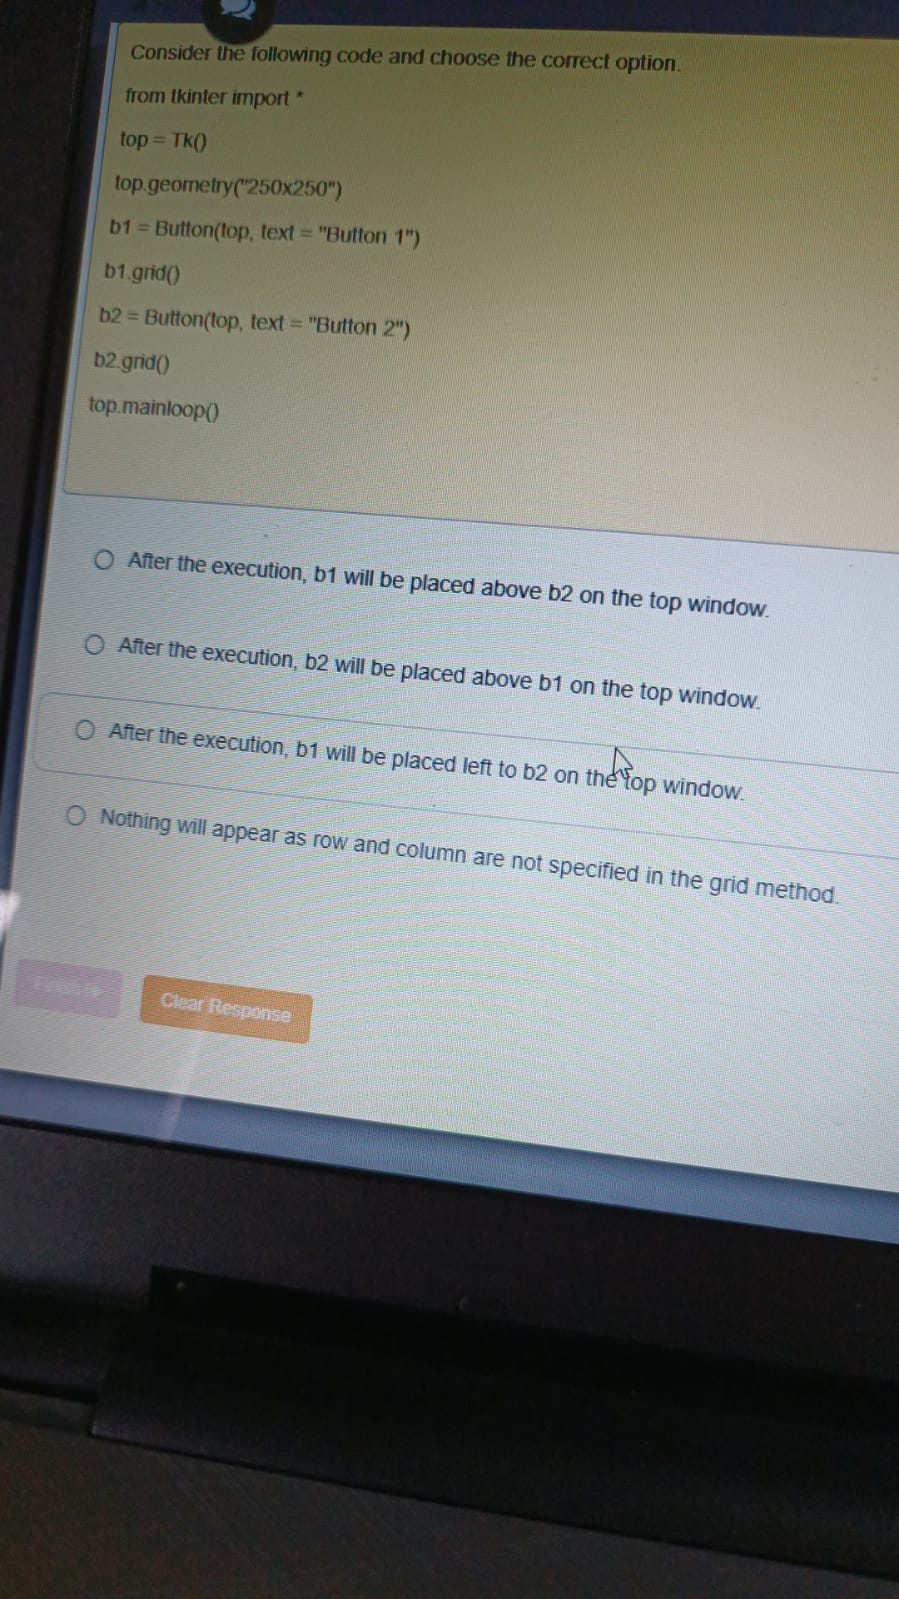 Consider the following code and choose the correct option.
from tkinter import *
top = Tk()
top.geometry("250x250")
b1 = Button(top, text = "Button 1")
b1.grid()
b2 = Button(top, text = "Button 2")
b2.grid()
top.mainloop()
After the execution, b1 will be placed above b2 on the top window.
After the execution, b2 will be placed above b1 on the top window.
After the execution, b1 will be placed left to b2 on the top window.
Nothing will appear as row and column are not specified in the grid method.
Clear Response